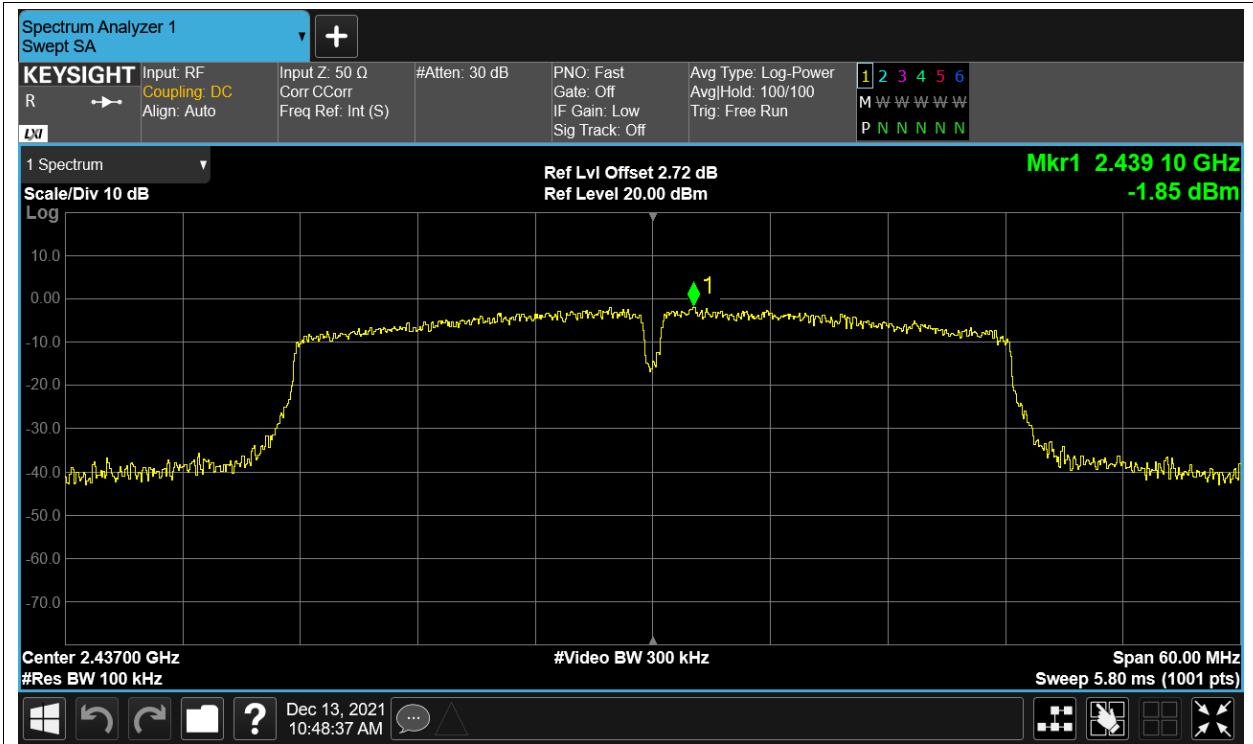 Spectrum Analyzer 1
Swept SA
KEYSIGHT
R
LXI
Input: RF
Coupling: DC
Align: Auto
Input Z: 50 Ω
Corr CCorr
Freq Ref: Int (S)
#Atten: 30 dB
PNO: Fast
Gate: Off
IF Gain: Low
Sig Track: Off
Avg Type: Log-Power
Avg|Hold: 100/100
Trig: Free Run
1 2 3 4 5 6
M W W W W W
P N N N N N
1 Spectrum
Scale/Div 10 dB
Log
Ref Lvl Offset 2.72 dB
Ref Level 20.00 dBm
Mkr1 2.439 10 GHz
-1.85 dBm
10.0
0.00
-10.0
-20.0
-30.0
-40.0
-50.0
-60.0
-70.0
1
Center 2.43700 GHz
#Res BW 100 kHz
#Video BW 300 kHz
Span 60.00 MHz
Sweep 5.80 ms (1001 pts)
?
Dec 13, 2021
10:48:37 AM